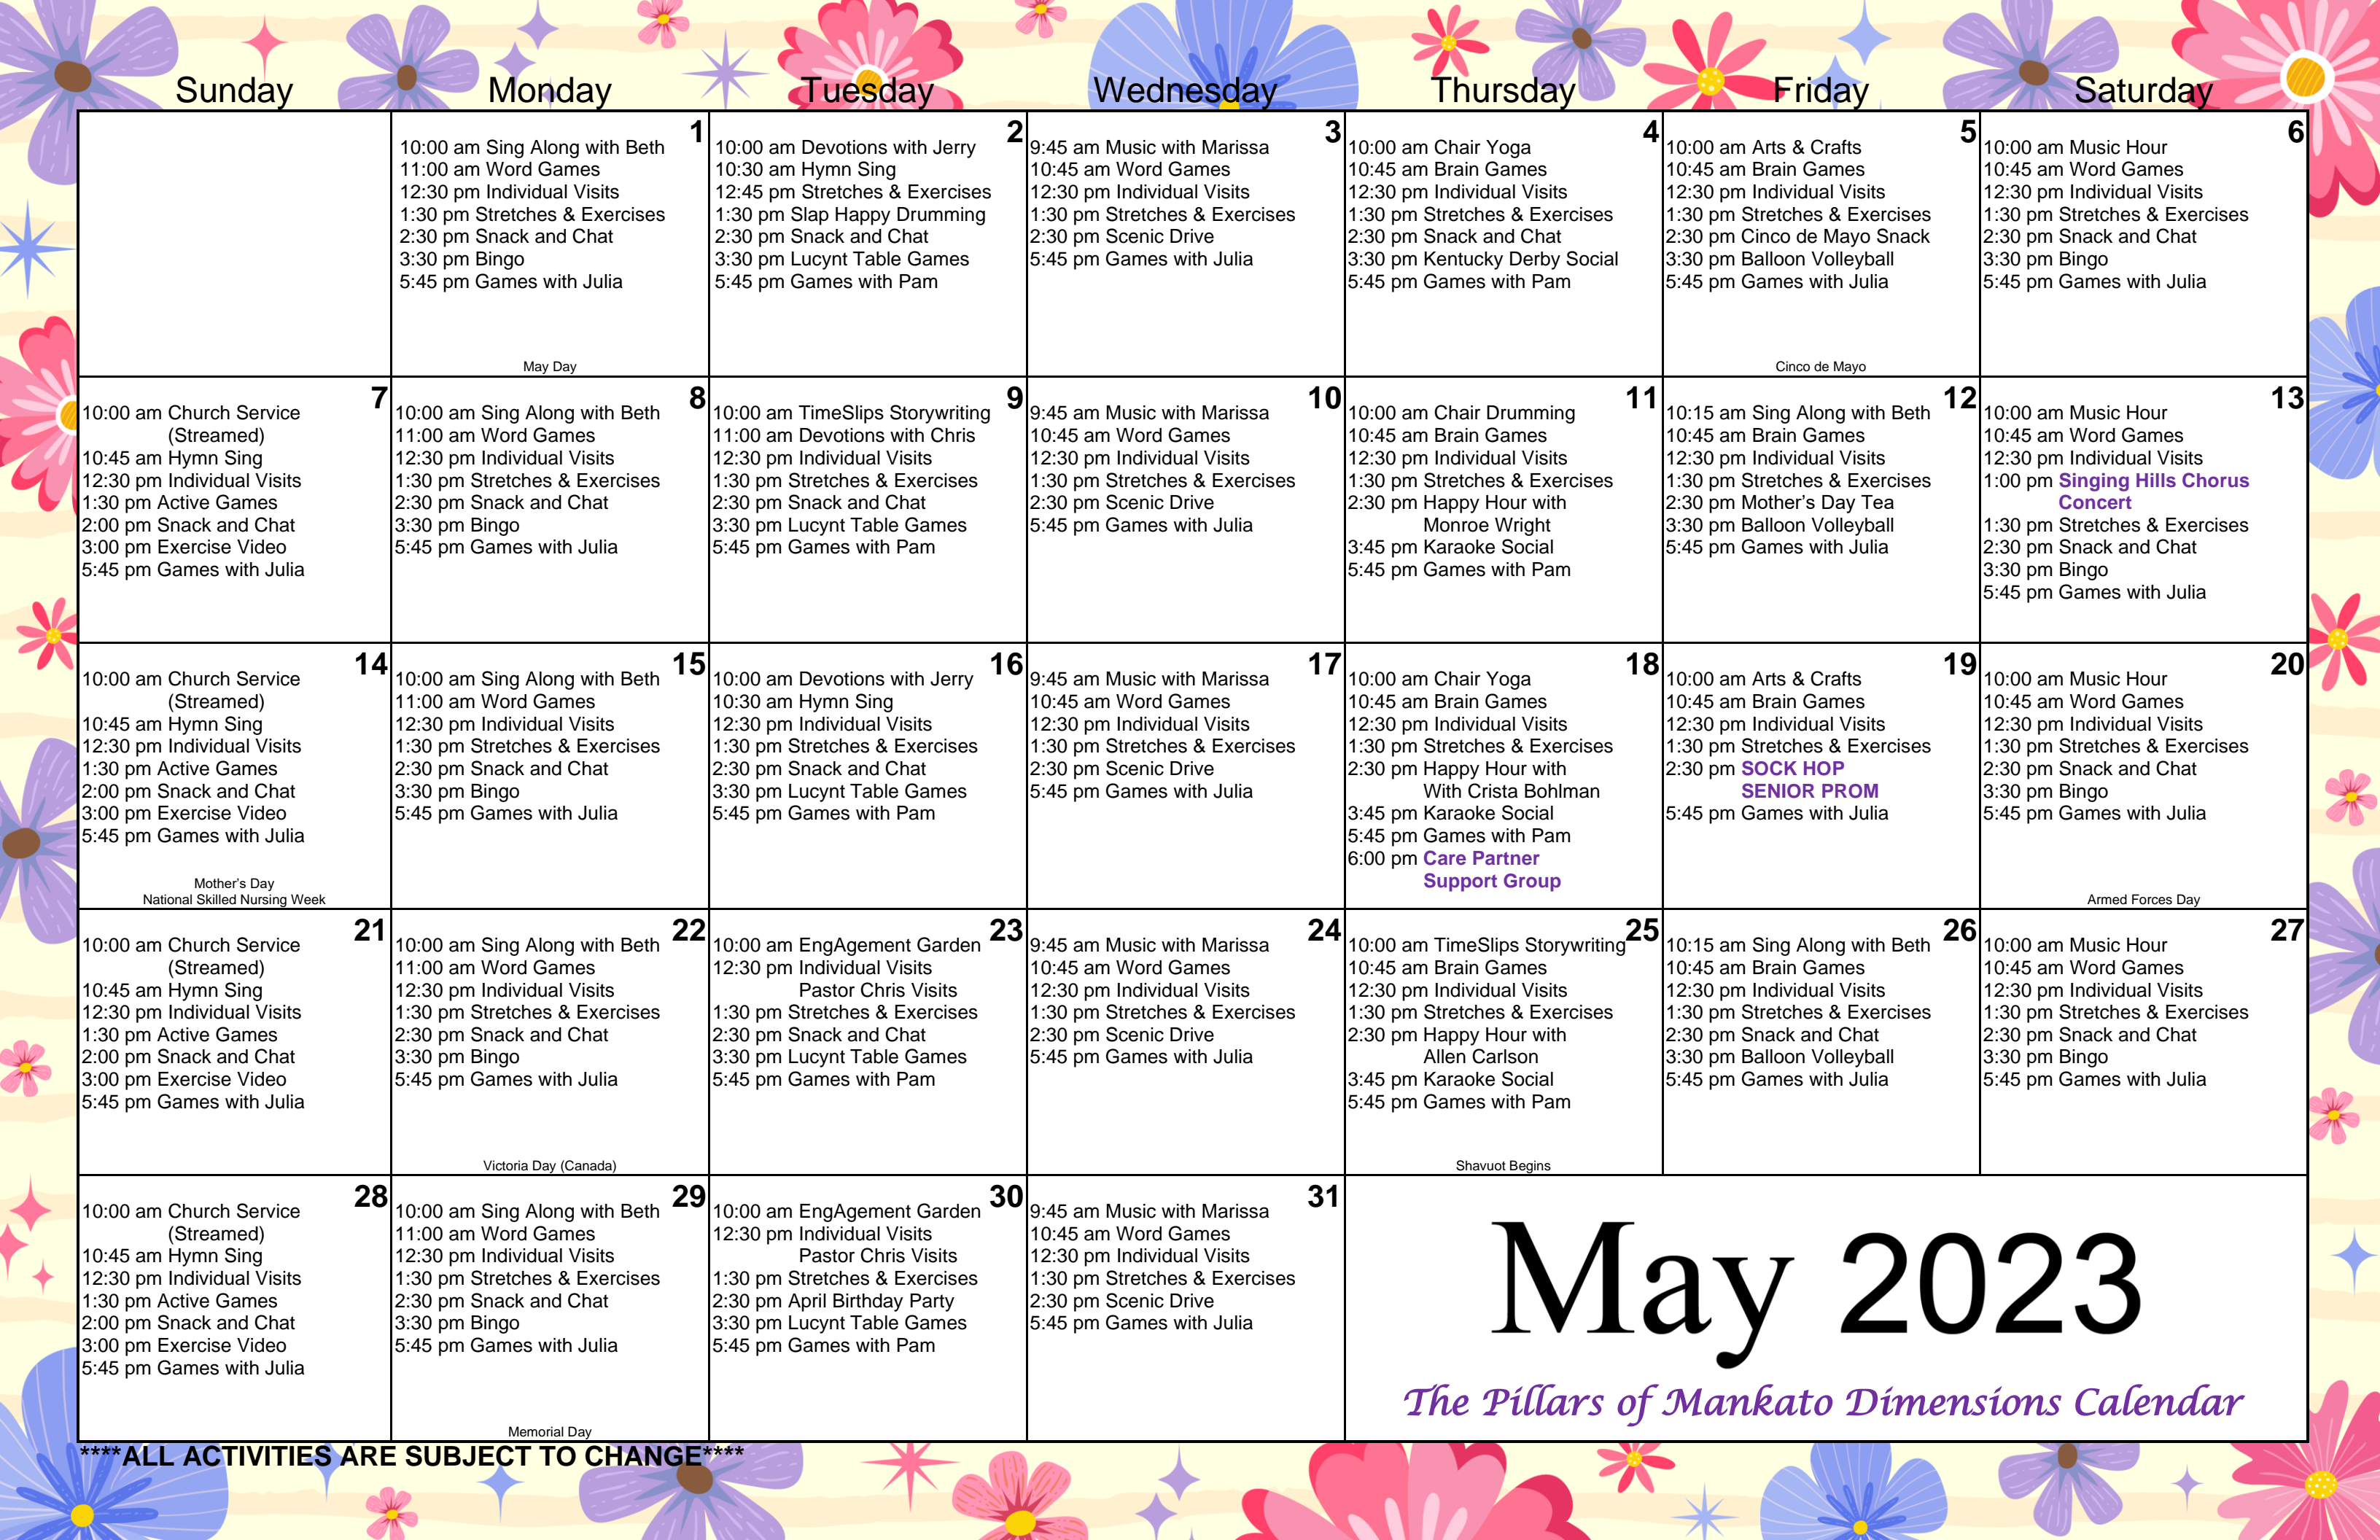 Sunday Monday Tuesday Wednesday Thursday Friday Saturday
1
10:00 am Sing Along with Beth
11:00 am Word Games
12:30 pm Individual Visits
1:30 pm Stretches & Exercises
2:30 pm Snack and Chat
3:30 pm Bingo
5:45 pm Games with Julia
May Day
2
10:00 am Devotions with Jerry
10:30 am Hymn Sing
12:45 pm Stretches & Exercises
1:30 pm Slap Happy Drumming
2:30 pm Snack and Chat
3:30 pm Lucynt Table Games
5:45 pm Games with Pam
3
9:45 am Music with Marissa
10:45 am Word Games
12:30 pm Individual Visits
1:30 pm Stretches & Exercises
2:30 pm Scenic Drive
5:45 pm Games with Julia
4
10:00 am Chair Yoga
10:45 am Brain Games
12:30 pm Individual Visits
1:30 pm Stretches & Exercises
2:30 pm Snack and Chat
3:30 pm Kentucky Derby Social
5:45 pm Games with Pam
5
10:00 am Arts & Crafts
10:45 am Brain Games
12:30 pm Individual Visits
1:30 pm Stretches & Exercises
2:30 pm Cinco de Mayo Snack
3:30 pm Balloon Volleyball
5:45 pm Games with Julia
Cinco de Mayo
6
10:00 am Music Hour
10:45 am Word Games
12:30 pm Individual Visits
1:30 pm Stretches & Exercises
2:30 pm Snack and Chat
3:30 pm Bingo
5:45 pm Games with Julia
7
10:00 am Church Service
(Streamed)
10:45 am Hymn Sing
12:30 pm Individual Visits
1:30 pm Active Games
2:00 pm Snack and Chat
3:00 pm Exercise Video
5:45 pm Games with Julia
8
10:00 am Sing Along with Beth
11:00 am Word Games
12:30 pm Individual Visits
1:30 pm Stretches & Exercises
2:30 pm Snack and Chat
3:30 pm Bingo
5:45 pm Games with Julia
9
10:00 am TimeSlips Storywriting
11:00 am Devotions with Chris
12:30 pm Individual Visits
1:30 pm Stretches & Exercises
2:30 pm Snack and Chat
3:30 pm Lucynt Table Games
5:45 pm Games with Pam
10
9:45 am Music with Marissa
10:45 am Word Games
12:30 pm Individual Visits
1:30 pm Stretches & Exercises
2:30 pm Scenic Drive
5:45 pm Games with Julia
11
10:00 am Chair Drumming
10:45 am Brain Games
12:30 pm Individual Visits
1:30 pm Stretches & Exercises
2:30 pm Happy Hour with
Monroe Wright
3:45 pm Karaoke Social
5:45 pm Games with Pam
12
10:15 am Sing Along with Beth
10:45 am Brain Games
12:30 pm Individual Visits
1:30 pm Stretches & Exercises
2:30 pm Mother's Day Tea
3:30 pm Balloon Volleyball
5:45 pm Games with Julia
13
10:00 am Music Hour
10:45 am Word Games
12:30 pm Individual Visits
1:00 pm Singing Hills Chorus
Concert
1:30 pm Stretches & Exercises
2:30 pm Snack and Chat
3:30 pm Bingo
5:45 pm Games with Julia
14
10:00 am Church Service
(Streamed)
10:45 am Hymn Sing
12:30 pm Individual Visits
1:30 pm Active Games
2:00 pm Snack and Chat
3:00 pm Exercise Video
5:45 pm Games with Julia
Mother's Day
National Skilled Nursing Week
15
10:00 am Sing Along with Beth
11:00 am Word Games
12:30 pm Individual Visits
1:30 pm Stretches & Exercises
2:30 pm Snack and Chat
3:30 pm Bingo
5:45 pm Games with Julia
16
10:00 am Devotions with Jerry
10:30 am Hymn Sing
12:30 pm Individual Visits
1:30 pm Stretches & Exercises
2:30 pm Snack and Chat
3:30 pm Lucynt Table Games
5:45 pm Games with Pam
17
9:45 am Music with Marissa
10:45 am Word Games
12:30 pm Individual Visits
1:30 pm Stretches & Exercises
2:30 pm Scenic Drive
5:45 pm Games with Julia
18
10:00 am Chair Yoga
10:45 am Brain Games
12:30 pm Individual Visits
1:30 pm Stretches & Exercises
2:30 pm Happy Hour with
With Crista Bohlman
3:45 pm Karaoke Social
5:45 pm Games with Pam
6:00 pm Care Partner
Support Group
19
10:00 am Arts & Crafts
10:45 am Brain Games
12:30 pm Individual Visits
1:30 pm Stretches & Exercises
2:30 pm SOCK HOP
SENIOR PROM
5:45 pm Games with Julia
20
10:00 am Music Hour
10:45 am Word Games
12:30 pm Individual Visits
1:30 pm Stretches & Exercises
2:30 pm Snack and Chat
3:30 pm Bingo
5:45 pm Games with Julia
Armed Forces Day
21
10:00 am Church Service
(Streamed)
10:45 am Hymn Sing
12:30 pm Individual Visits
1:30 pm Active Games
2:00 pm Snack and Chat
3:00 pm Exercise Video
5:45 pm Games with Julia
22
10:00 am Sing Along with Beth
11:00 am Word Games
12:30 pm Individual Visits
1:30 pm Stretches & Exercises
2:30 pm Snack and Chat
3:30 pm Bingo
5:45 pm Games with Julia
Victoria Day (Canada)
23
10:00 am EngAgement Garden
12:30 pm Individual Visits
Pastor Chris Visits
1:30 pm Stretches & Exercises
2:30 pm Snack and Chat
3:30 pm Lucynt Table Games
5:45 pm Games with Pam
24
9:45 am Music with Marissa
10:45 am Word Games
12:30 pm Individual Visits
1:30 pm Stretches & Exercises
2:30 pm Scenic Drive
5:45 pm Games with Julia
25
10:00 am TimeSlips Storywriting
10:45 am Brain Games
12:30 pm Individual Visits
1:30 pm Stretches & Exercises
2:30 pm Happy Hour with
Allen Carlson
3:45 pm Karaoke Social
5:45 pm Games with Pam
Shavuot Begins
26
10:15 am Sing Along with Beth
10:45 am Brain Games
12:30 pm Individual Visits
1:30 pm Stretches & Exercises
2:30 pm Snack and Chat
3:30 pm Balloon Volleyball
5:45 pm Games with Julia
27
10:00 am Music Hour
10:45 am Word Games
12:30 pm Individual Visits
1:30 pm Stretches & Exercises
2:30 pm Snack and Chat
3:30 pm Bingo
5:45 pm Games with Julia
28
10:00 am Church Service
(Streamed)
10:45 am Hymn Sing
12:30 pm Individual Visits
1:30 pm Active Games
2:00 pm Snack and Chat
3:00 pm Exercise Video
5:45 pm Games with Julia
29
10:00 am Sing Along with Beth
11:00 am Word Games
12:30 pm Individual Visits
1:30 pm Stretches & Exercises
2:30 pm Snack and Chat
3:30 pm Bingo
5:45 pm Games with Julia
Memorial Day
30
10:00 am EngAgement Garden
12:30 pm Individual Visits
Pastor Chris Visits
1:30 pm Stretches & Exercises
2:30 pm April Birthday Party
3:30 pm Lucynt Table Games
5:45 pm Games with Pam
31
9:45 am Music with Marissa
10:45 am Word Games
12:30 pm Individual Visits
1:30 pm Stretches & Exercises
2:30 pm Scenic Drive
5:45 pm Games with Julia
May 2023
The Pillars of Mankato Dimensions Calendar
****ALL ACTIVITIES ARE SUBJECT TO CHANGE****